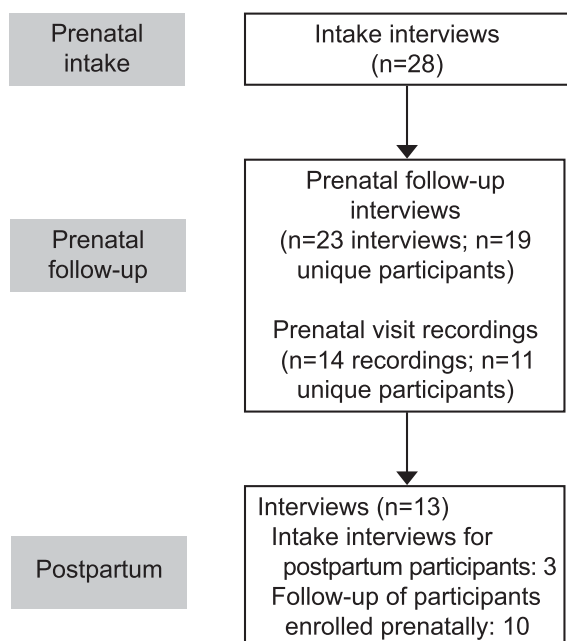 Prenatal
intake
Intake interviews
(n=28)
Prenatal
follow-up
Prenatal follow-up
interviews
(n=23 interviews; n=19
unique participants)
Prenatal visit recordings
(n=14 recordings; n=11
unique participants)
Postpartum
Interviews (n=13)
Intake interviews for
postpartum participants: 3
Follow-up of participants
enrolled prenatally: 10